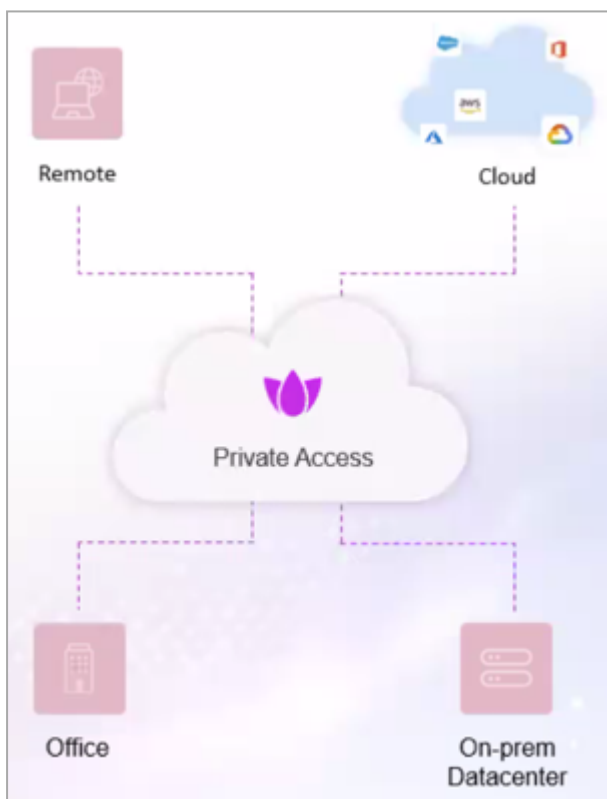 aws
Remote
Cloud
Private Access
Office
On-prem
Datacenter